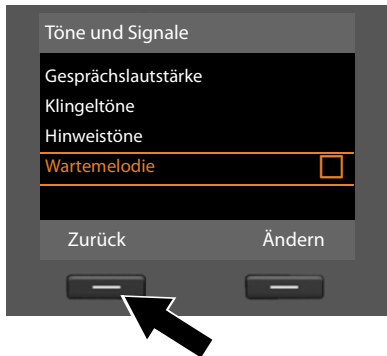 Töne und Signale
Gesprächslautstärke
Klingeltöne
Hinweistöne
Wartemelodie
Zurück Ändern